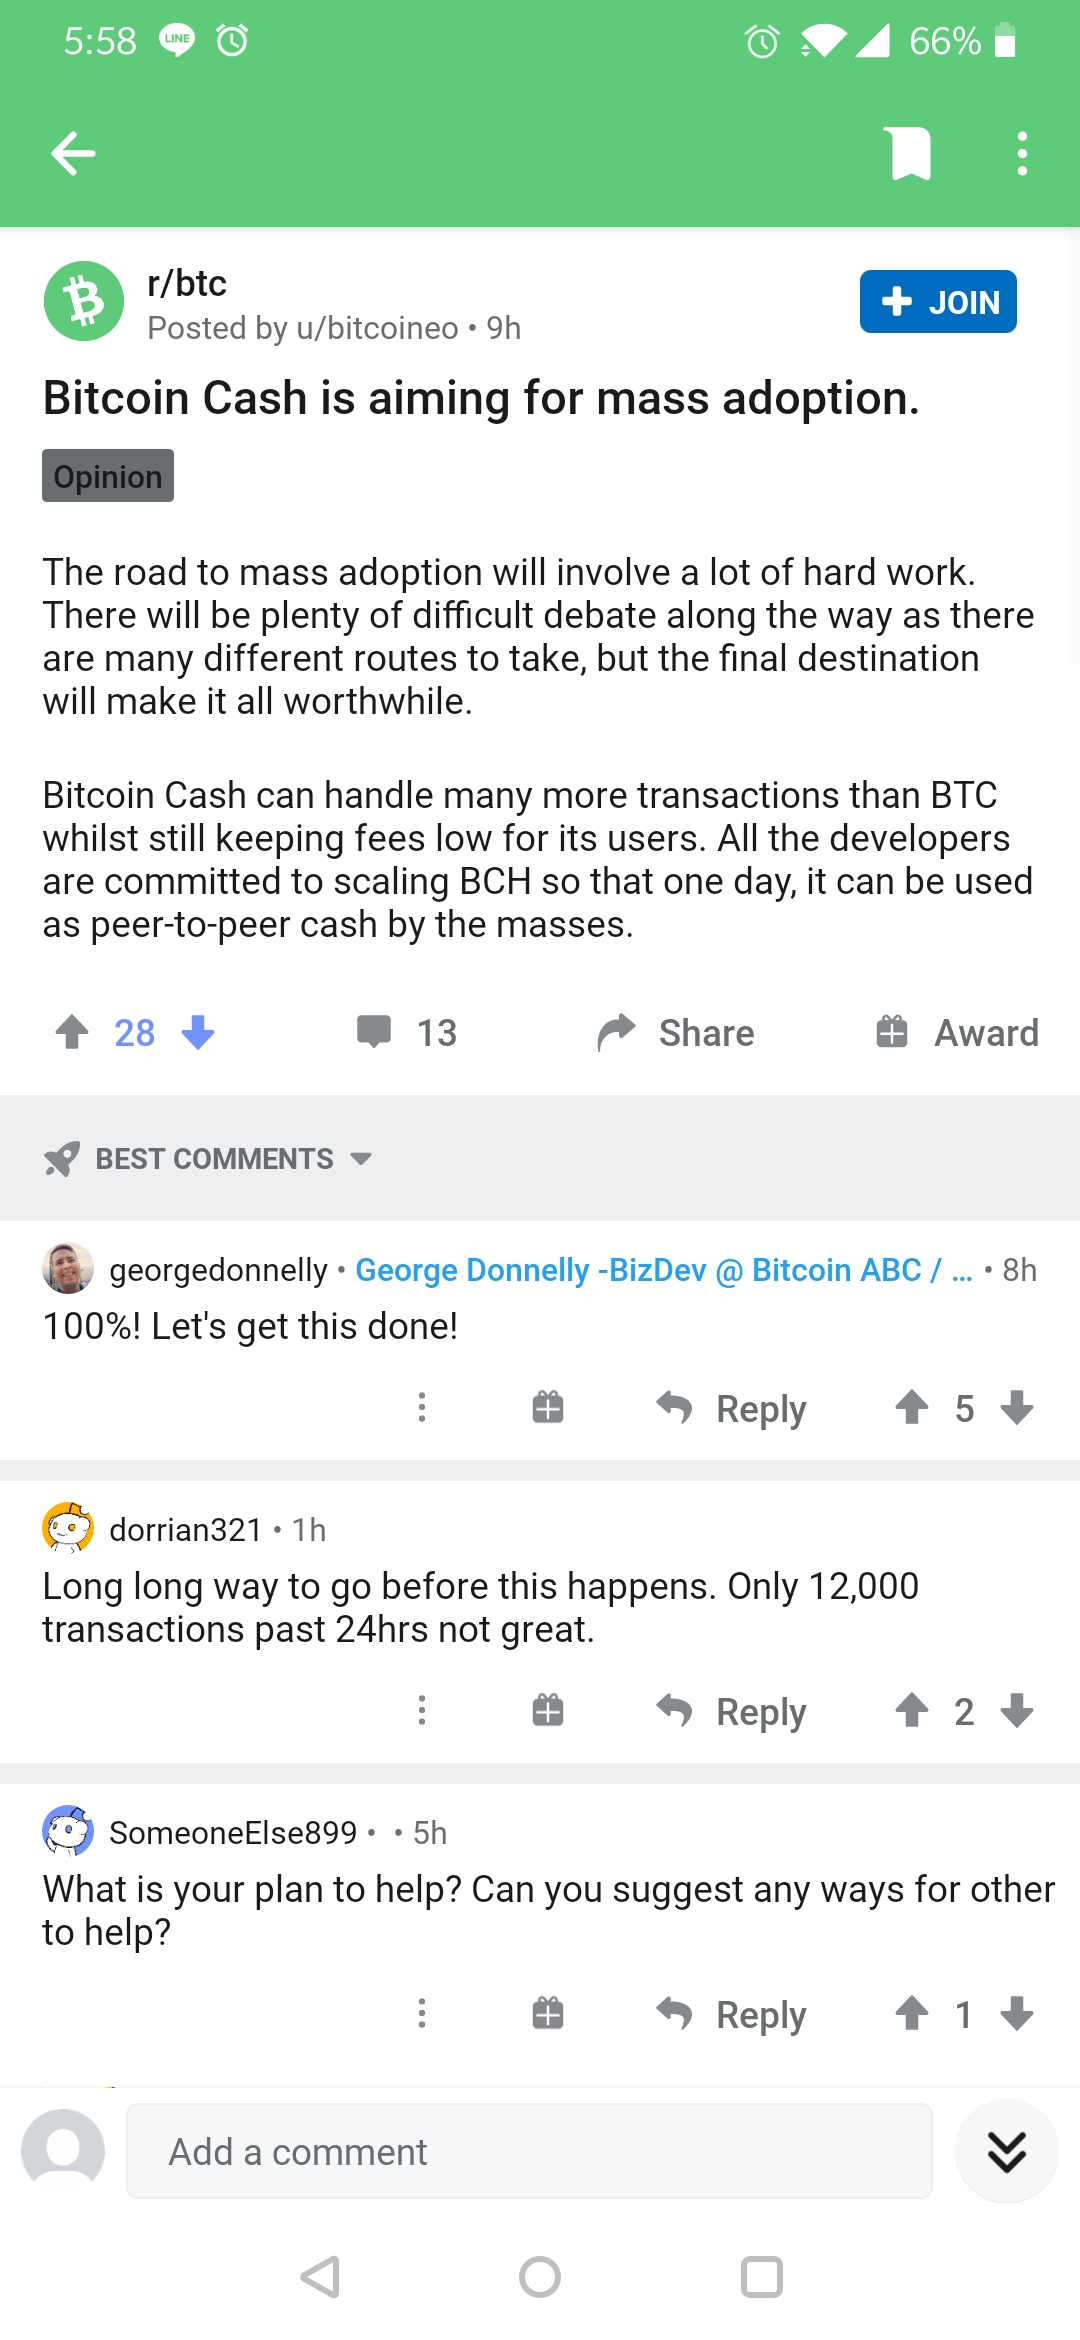 5:58 LINE 66%
r/btc
Posted by u/bitcoineo • 9h
+ JOIN
Bitcoin Cash is aiming for mass adoption.
Opinion
The road to mass adoption will involve a lot of hard work.
There will be plenty of difficult debate along the way as there
are many different routes to take, but the final destination
will make it all worthwhile.
Bitcoin Cash can handle many more transactions than BTC
whilst still keeping fees low for its users. All the developers
are committed to scaling BCH so that one day, it can be used
as peer-to-peer cash by the masses.
28 13 Share Award
BEST COMMENTS
georgedonnelly • George Donnelly -BizDev @ Bitcoin ABC / ... • 8h
100%! Let's get this done!
Reply 5
dorrian321 • 1h
Long long way to go before this happens. Only 12,000
transactions past 24hrs not great.
Reply 2
SomeoneElse899 • • 5h
What is your plan to help? Can you suggest any ways for other
to help?
Reply 1
Add a comment